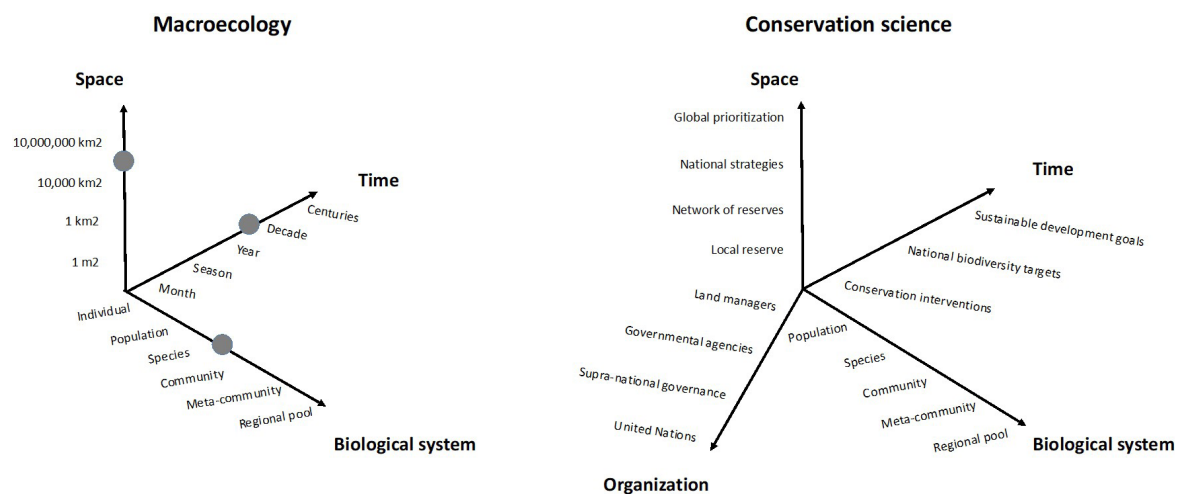 Macroecology
Space
10,000,000 km2
10,000 km2
1 km2
1 m2
Time
Centuries
Decade
Year
Season
Month
Individual
Population
Species
Community
Meta-community
Regional pool
Biological system
Conservation science
Space
Global prioritization
National strategies
Network of reserves
Local reserve
Time
Sustainable development goals
National biodiversity targets
Conservation interventions
Land managers
Governmental agencies
Supra-national governance
United Nations
Organization
Population
Species
Community
Meta-community
Regional pool
Biological system